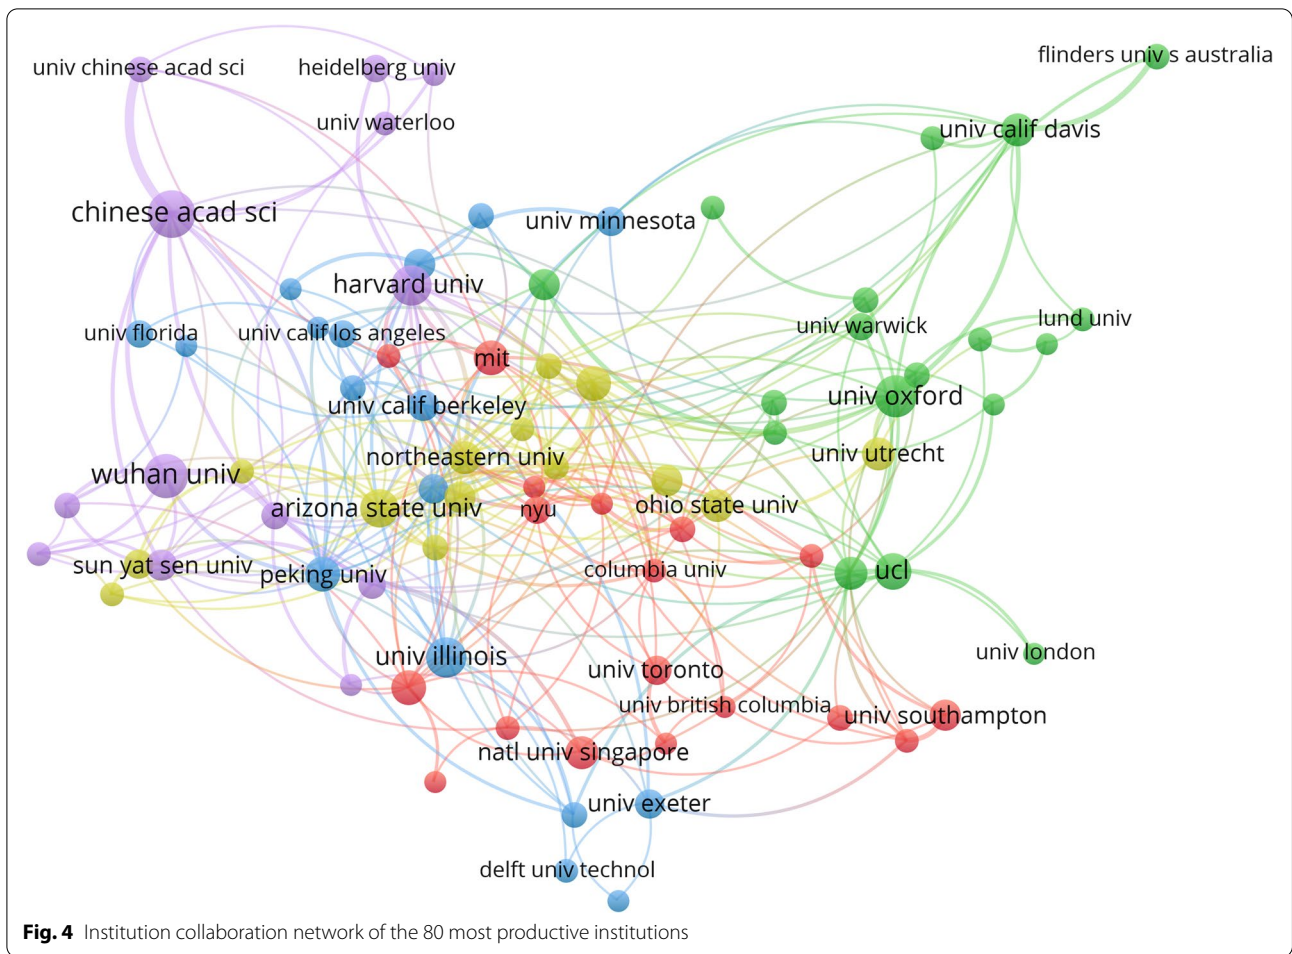 flinders univ s australia
univ chinese acad sci
heidelberg univ
univ waterloo
univ calif davis
chinese acad sci
univ minnesota
harvard univ
univ warwick
lund univ
univ florida
univ calif los angeles
mit
univ oxford
univ calif berkeley
univ utrecht
northeastern univ
wuhan univ
arizona state univ
nyu
ohio state univ
sun yat sen univ
peking univ
columbia univ
ucl
univ london
univ illinois
univ toronto
univ british columbia
univ southampton
natl univ singapore
univ exeter
delft univ technol
Fig. 4 Institution collaboration network of the 80 most productive institutions